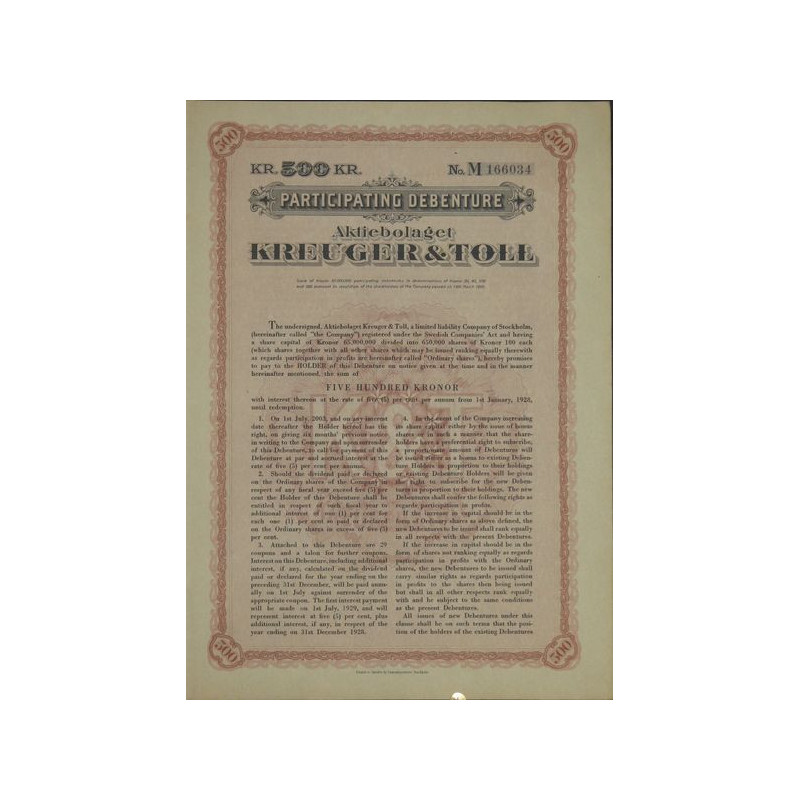 500 500
KR. 500 KR. No. M 166034
PARTICIPATING DEBENTURE
Aktiebolaget
KREUGER & TOLL
Issue of Kronor participating debentures in denominations of Kronor 20,
and pursuant to resolution of the shareholders of the Company passed on March 1928.
The undersigned, Aktiebolaget Kreuger & Toll, a limited liability Company of Stockholm,
(hereinafter called "the Company") registered under the Swedish Companies' Act and having
a share capital of Kronor 65,000,000 divided into 650,000 shares of Kronor 100 each
(which shares together with all other shares which may be issued ranking equally therewith
as regards participation in profits are hereinafter called "Ordinary shares"), hereby promises
to pay to the HOLDER of this Debenture on notice given at the time and in the manner
hereinafter mentioned, the sum of
FIVE HUNDRED KRONOR
with interest thereon at the rate of five (5) per cent per annum from 1st January, 1928,
until redemption.
1. On 1st July, 2003, and on any interest
date thereafter the Holder hereof has the
right, on giving six months' previous notice
in writing to the Company and upon surrender
of this Debenture, to call for payment of this
Debenture at par and accrued interest at the
rate of five (5) per cent per annum.
2. Should the dividend paid or declared
on the Ordinary shares of the Company in
respect of any fiscal year exceed five (5) per
cent the Holder of this Debenture shall be
entitled in respect of such fiscal year to
additional interest of one (1) per cent for
each one (1) per cent so paid or declared
on the Ordinary shares in excess of five (5)
per cent.
3. Attached to this Debenture are 29
coupons and a talon for further coupons.
Interest on this Debenture, including additional
interest, if any, calculated on the dividend
paid or declared for the year ending on the
preceding 31st December, will be paid annu-
ally on 1st July against surrender of the
appropriate coupon. The first interest payment
will be made on 1st July, 1929, and will
represent interest at five (5) per cent, plus
additional interest, if any, in respect of the
year ending on 31st December 1928.
4. In the event of the Company increasing
its share capital either by the issue of bonus
shares or in such a manner that the share-
holders have a preferential right to subscribe,
a proportionate amount of Debentures will
be issued either as a bonus to existing Deben-
ture Holders in proportion to their holdings
or existing Debenture Holders will be given
the right to subscribe for the new Deben-
tures in proportion to their holdings. The new
Debentures shall confer the following rights as
regards participation in profits.
If the increase in capital should be in the
form of Ordinary shares as above defined, the
new Debentures to be issued shall rank equally
in all respects with the present Debentures.
If the increase in capital should be in the
form of shares not ranking equally as regards
participation in profits with the Ordinary
shares, the new Debentures to be issued shall
carry similar rights as regards participation
in profits to the shares then being issued
but shall in all other respects rank equally
with and be subject to the same conditions
as the present Debentures.
All issues of new Debentures under this
clause shall be on such terms that the posi-
tion of the holders of the existing Debentures
500 500